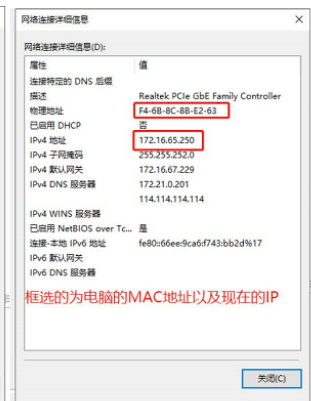 网络连接详细信息
网络连接详细信息(D):
属性 值
连接特定的 DNS 后缀
描述 Realtek PCIe GbE Family Controller
物理地址 F4-6B-8C-8B-E2-63
已启用 DHCP 否
IPv4 地址 172.16.65.250
IPv4 子网掩码 255.255.252.0
IPv4 默认网关 172.16.67.229
IPv4 DNS 服务器 172.21.0.201
114.114.114.114
IPv4 WINS 服务器
已启用 NetBIOS over Tc... 是
连接-本地 IPv6 地址 fe80::66ee:9ca6:f743:bb2d%17
IPv6 默认网关
IPv6 DNS 服务器
框选的为电脑的MAC地址以及现在的IP
关闭(C)